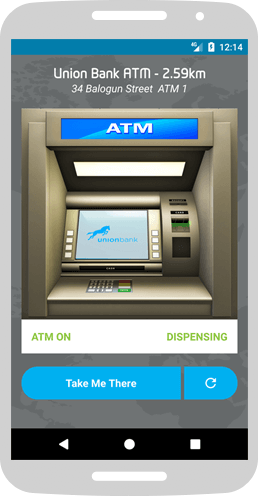 4G 12:14
Union Bank ATM - 2.59km
34 Balogun Street ATM 1
ATM
unionbank
ATM ON DISPENSING
Take Me There